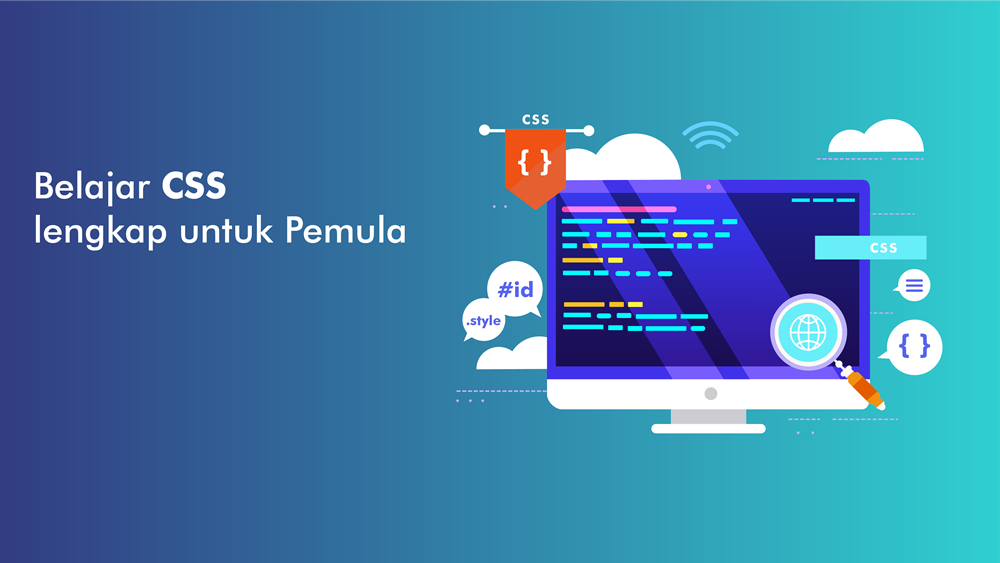 Belajar CSS
lengkap untuk Pemula
CSS
{ }
CSS
#id
.style
{ }